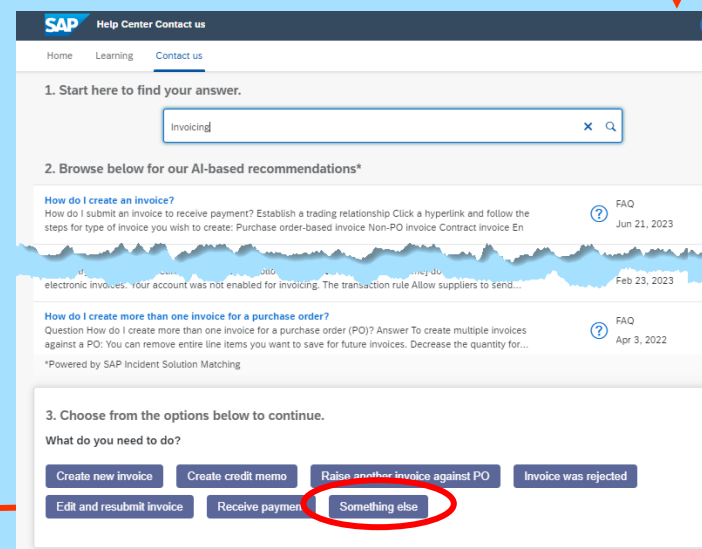 SAP Help Center Contact us
Home Learning Contact us
1. Start here to find your answer.
Invoicing
2. Browse below for our AI-based recommendations*
How do I create an invoice?
How do I submit an invoice to receive payment? Establish a trading relationship Click a hyperlink and follow the
steps for type of invoice you wish to create: Purchase order-based invoice Non-PO invoice Contract invoice En
FAQ
Jun 21, 2023
electronic invoices. Your account was not enabled for invoicing. The transaction rule Allow suppliers to send...
Feb 23, 2023
How do I create more than one invoice for a purchase order?
Question How do I create more than one invoice for a purchase order (PO)? Answer To create multiple invoices
against a PO: You can remove entire line items you want to save for future invoices. Decrease the quantity for...
FAQ
Apr 3, 2022
*Powered by SAP Incident Solution Matching
3. Choose from the options below to continue.
What do you need to do?
Create new invoice Create credit memo Raise another invoice against PO Invoice was rejected
Edit and resubmit invoice Receive payment Something else